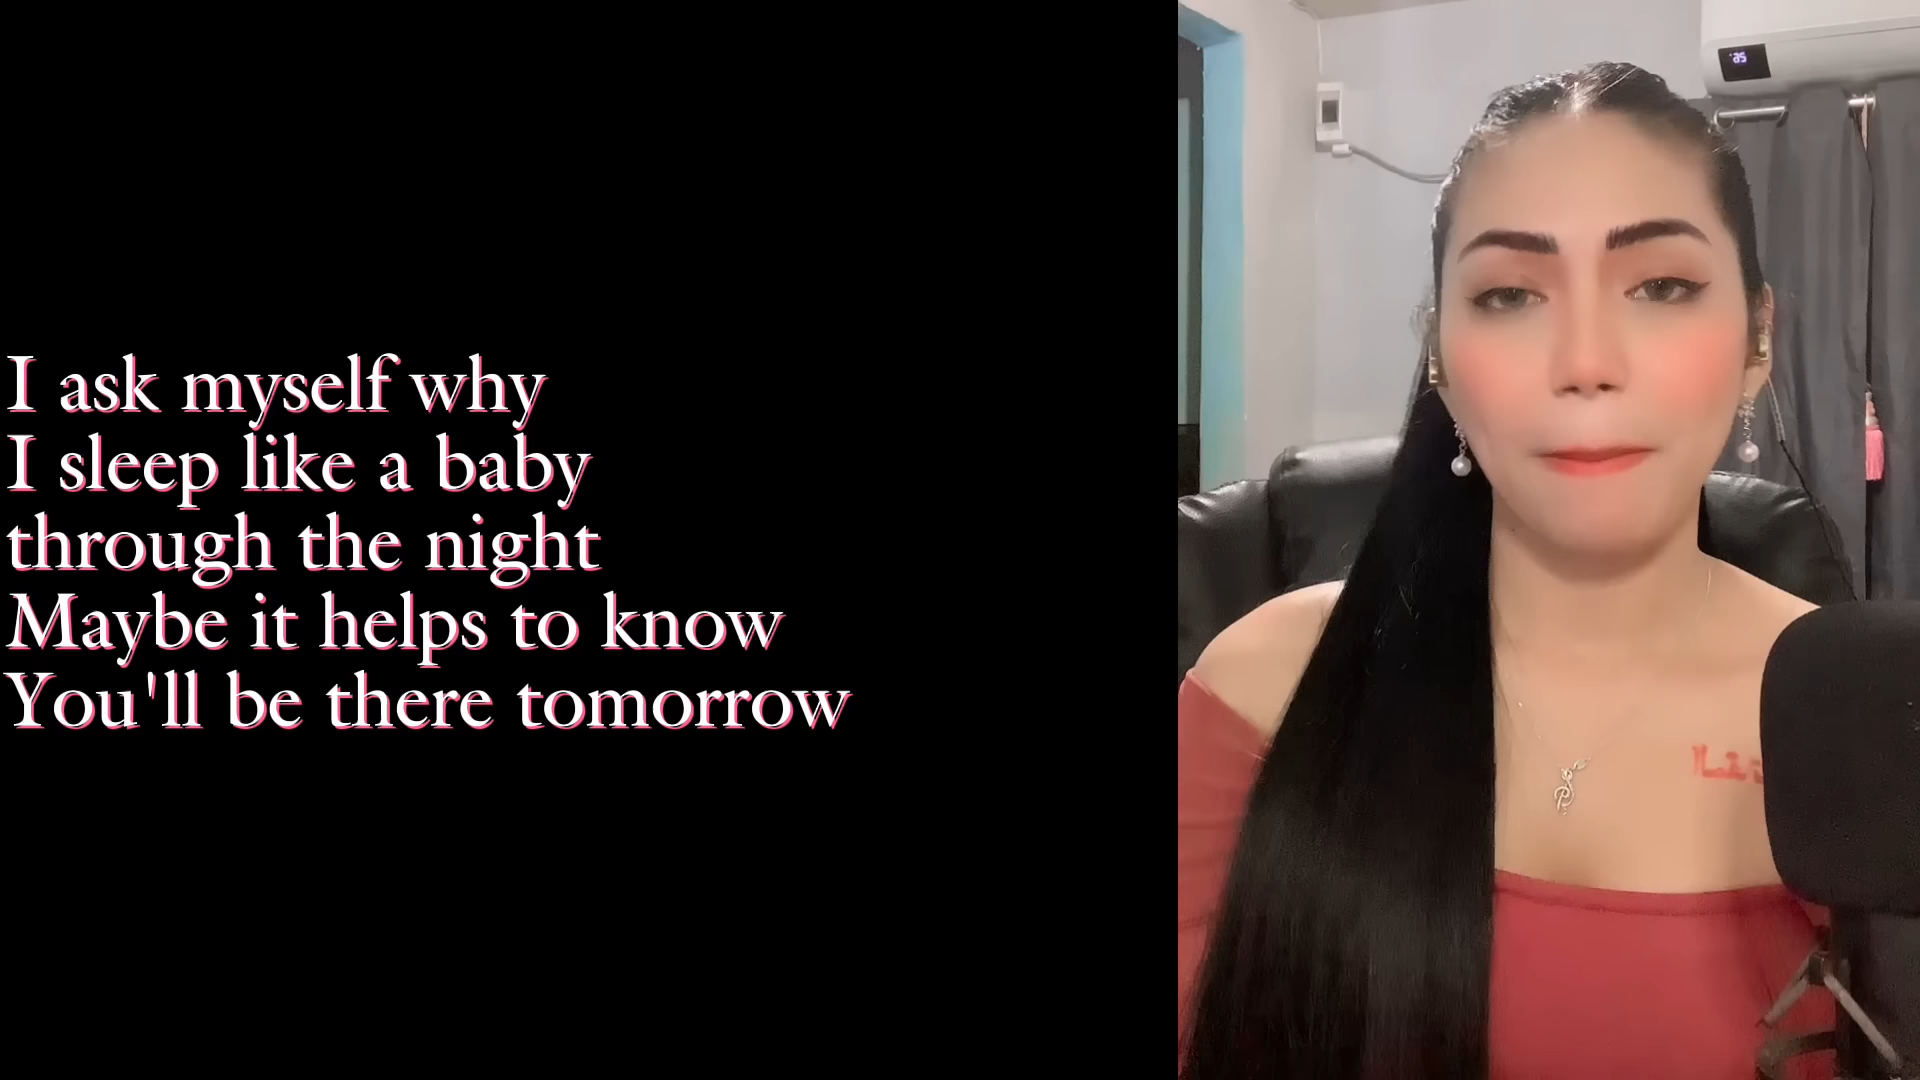 I ask myself why
I sleep like a baby
through the night
Maybe it helps to know
You'll be there tomorrow